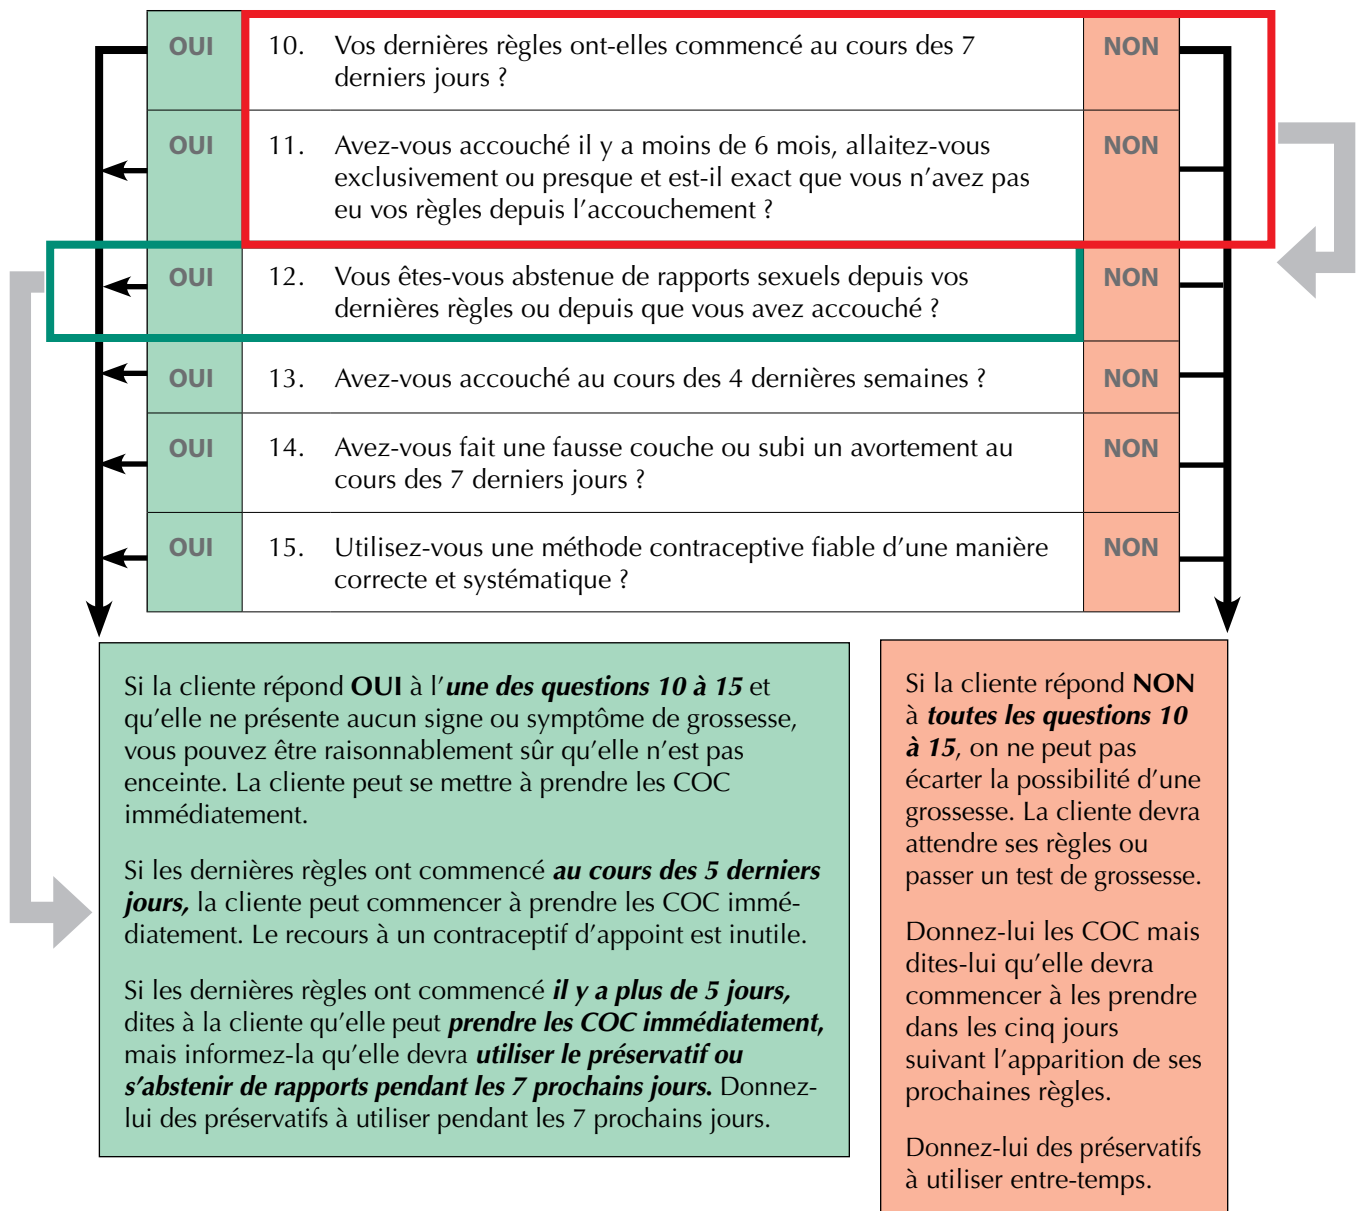 OUI 10. Vos dernières règles ont-elles commencé au cours des 7 NON
derniers jours ?
OUI 11. Avez-vous accouché il y a moins de 6 mois, allaitez-vous NON
exclusivement ou presque et est-il exact que vous n’avez pas
eu vos règles depuis l’accouchement ?
OUI 12. Vous êtes-vous abstenue de rapports sexuels depuis vos NON
dernières règles ou depuis que vous avez accouché ?
OUI 13. Avez-vous accouché au cours des 4 dernières semaines ? NON
OUI 14. Avez-vous fait une fausse couche ou subi un avortement au NON
cours des 7 derniers jours ?
OUI 15. Utilisez-vous une méthode contraceptive fiable d’une manière NON
correcte et systématique ?
Si la cliente répond OUI à l’une des questions 10 à 15 et
qu’elle ne présente aucun signe ou symptôme de grossesse,
vous pouvez être raisonnablement sûr qu’elle n’est pas
enceinte. La cliente peut se mettre à prendre les COC
immédiatement.
Si les dernières règles ont commencé au cours des 5 derniers
jours, la cliente peut commencer à prendre les COC immé-
diatement. Le recours à un contraceptif d’appoint est inutile.
Si les dernières règles ont commencé il y a plus de 5 jours,
dites à la cliente qu’elle peut prendre les COC immédiatement,
mais informez-la qu’elle devra utiliser le préservatif ou
s’abstenir de rapports pendant les 7 prochains jours. Donnez-
lui des préservatifs à utiliser pendant les 7 prochains jours.
Si la cliente répond NON
à toutes les questions 10
à 15, on ne peut pas
écarter la possibilité d’une
grossesse. La cliente devra
attendre ses règles ou
passer un test de grossesse.
Donnez-lui les COC mais
dites-lui qu’elle devra
commencer à les prendre
dans les cinq jours
suivant l’apparition de ses
prochaines règles.
Donnez-lui des préservatifs
à utiliser entre-temps.